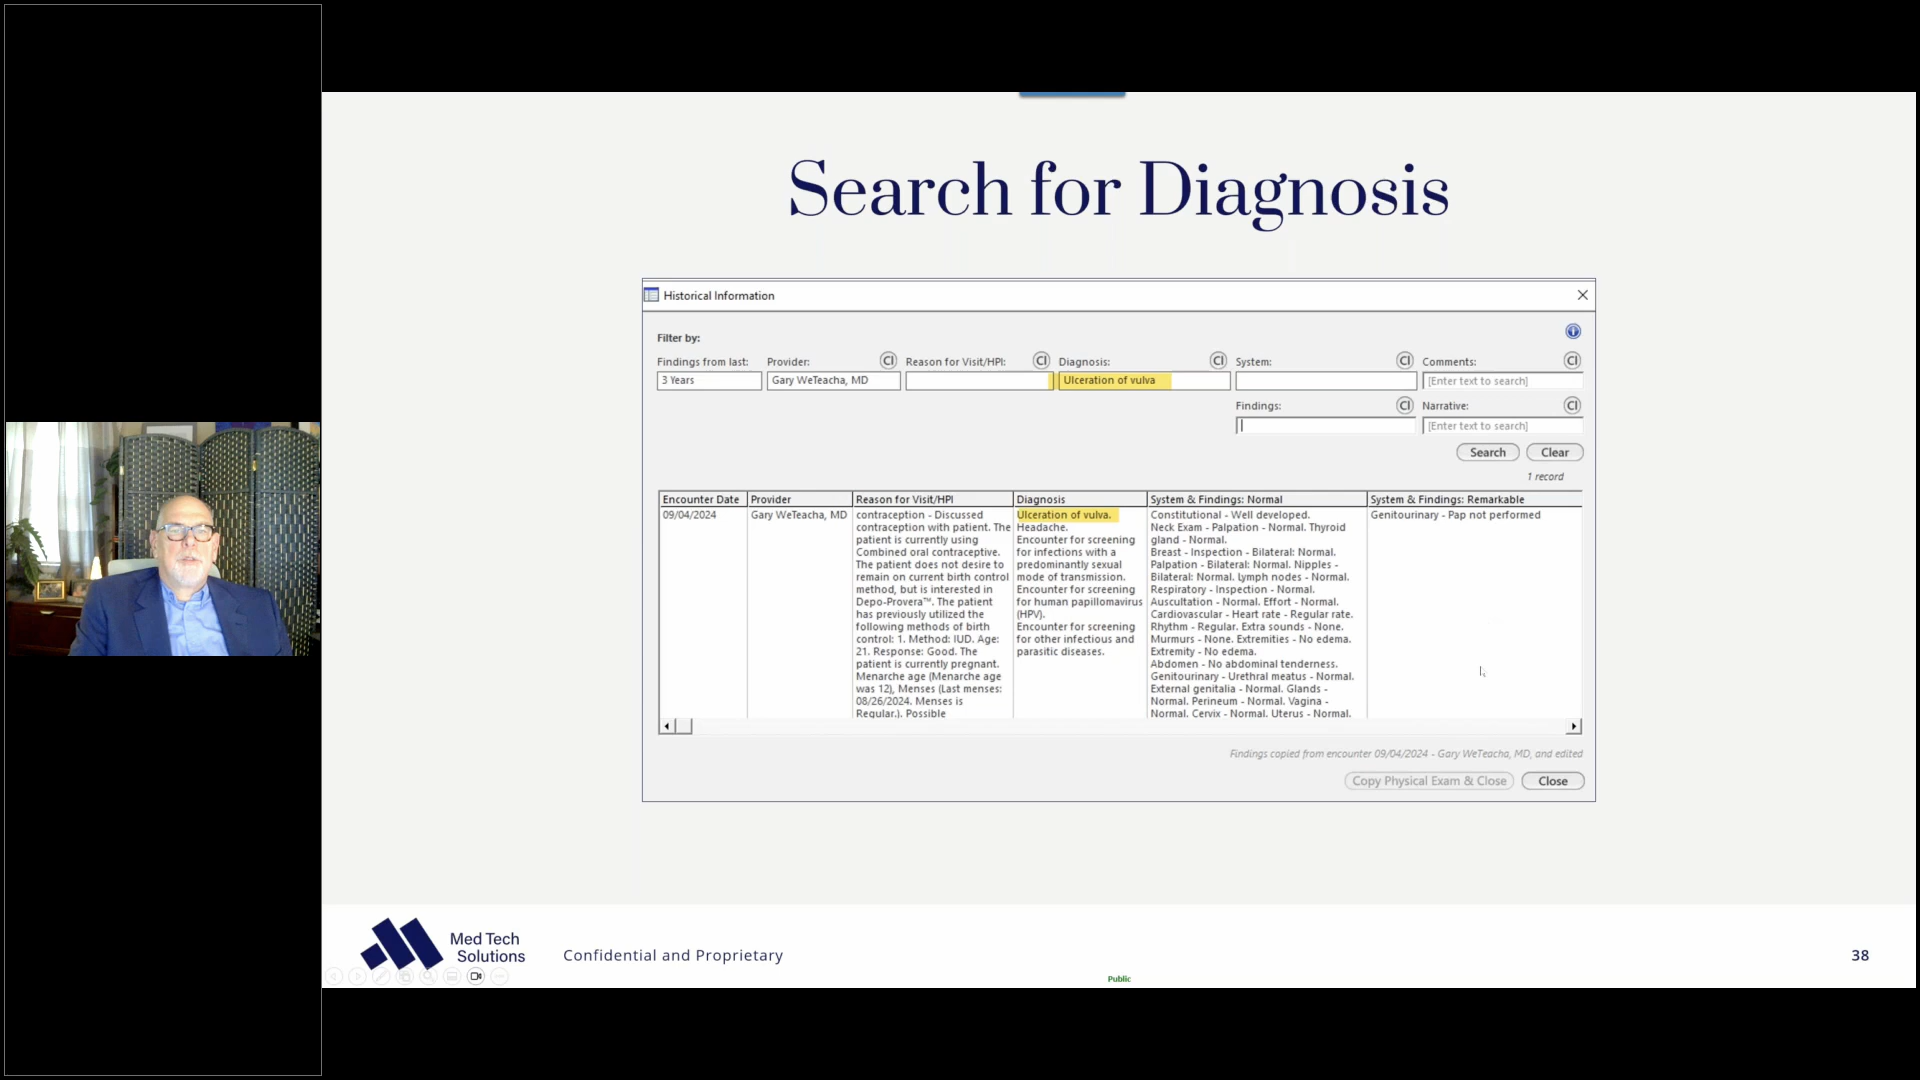 Search for Diagnosis
Historical Information
Filter by:
Findings from last:
Provider:
Cl
Reason for Visit/HPI:
Cl
Diagnosis:
Cl
System:
Cl
Comments:
Cl
3 Years
Gary WeTeacha, MD
Ulceration of vulva
[Enter text to search]
Findings:
Cl
Narrative:
Cl
[Enter text to search]
Search
Clear
1 record
Encounter Date
Provider
Reason for Visit/HPI
Diagnosis
System & Findings: Normal
System & Findings: Remarkable
09/04/2024
Gary WeTeacha, MD
contraception - Discussed
contraception with patient. The
patient is currently using
Combined oral contraceptive.
The patient does not desire to
remain on current birth control
method, but is interested in
Depo-Provera™. The patient
has previously utilized the
following methods of birth
control: 1. Method: IUD. Age:
21. Response: Good. The
patient is currently pregnant.
Menarche age (Menarche age
was 12), Menses (Last menses:
08/26/2024. Menses is
Regular.). Possible
Ulceration of vulva.
Headache.
Encounter for screening
for infections with a
predominantly sexual
mode of transmission.
Encounter for screening
for human papillomavirus
(HPV).
Encounter for screening
for other infectious and
parasitic diseases.
Constitutional - Well developed.
Neck Exam - Palpation - Normal. Thyroid
gland - Normal.
Breast - Inspection - Bilateral: Normal.
Palpation - Bilateral: Normal. Nipples -
Bilateral: Normal. Lymph nodes - Normal.
Respiratory - Inspection - Normal.
Auscultation - Normal. Effort - Normal.
Cardiovascular - Heart rate - Regular rate.
Rhythm - Regular. Extra sounds - None.
Murmurs - None. Extremities - No edema.
Extremity - No edema.
Abdomen - No abdominal tenderness.
Genitourinary - Urethral meatus - Normal.
External genitalia - Normal. Glands -
Normal. Perineum - Normal. Vagina -
Normal. Cervix - Normal. Uterus - Normal.
Genitourinary - Pap not performed
Findings copied from encounter 09/04/2024 - Gary WeTeacha, MD, and edited
Copy Physical Exam & Close
Close
Med Tech
Solutions
Confidential and Proprietary
38
Public